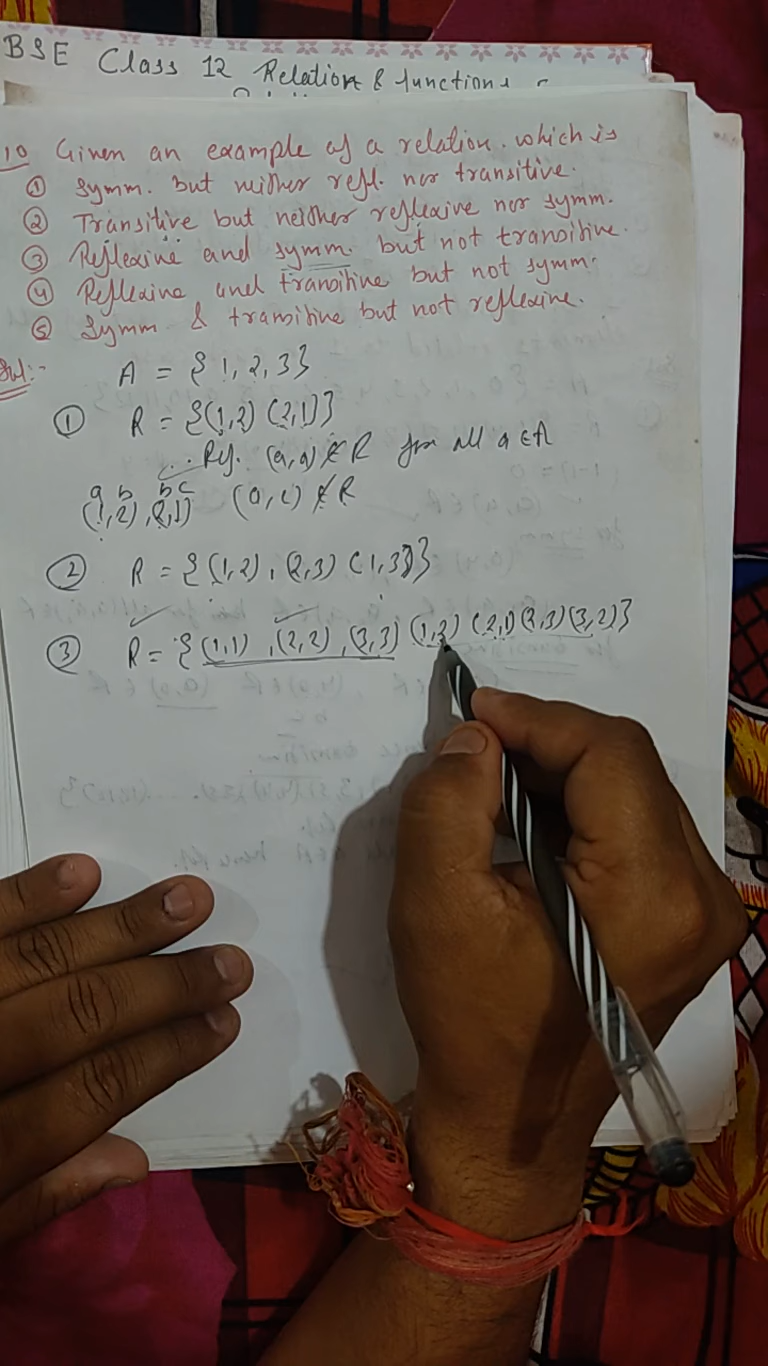 BSE Class 12 Relation & functions
10 Given an example of a relation. which is
① Symm. but neither refl. nor transitive.
② Transitive but neither reflexive nor symm.
③ Reflexive and symm. but not transitive.
④ Reflexive and transitive but not symm.
⑤ Symm & transitive but not reflexive.
Sol:- A = {1, 2, 3}
① R = {(1,2) (2,1)}
∴ Ref. (a,a) ∉ R for all a ∈ A
a b b c
(1,2), (2,1) (a,c) ∉ R
② R = {(1,2), (2,3) (1,3)}
③ R = {(1,1), (2,2), (3,3) (1,2) (2,1) (2,3) (3,2)}